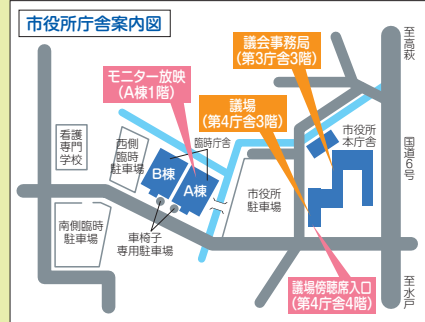 市役所庁舎案内図
議会事務局
(第3庁舎3階)
至高萩
モニター放映
(A棟1階)
議場
(第4庁舎3階)
看護
専門
学校
西側
臨時
駐車場
臨時庁舎
市役所
本庁舎
国道6号
B棟
A棟
市役所
駐車場
南側臨時
駐車場
車椅子
専用駐車場
議場傍聴席入口
(第4庁舎4階)
至水戸